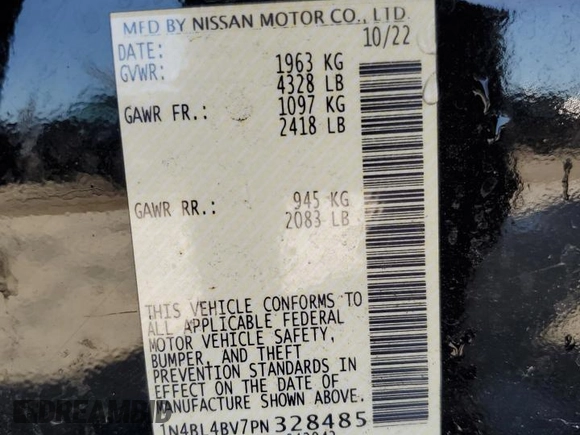 MFD BY NISSAN MOTOR CO., LTD.
DATE: 10/22
GVWR: 1963 KG
4328 LB
GAWR FR.: 1097 KG
2418 LB
GAWR RR.: 945 KG
2083 LB
THIS VEHICLE CONFORMS TO
ALL APPLICABLE FEDERAL
MOTOR VEHICLE SAFETY,
BUMPER, AND THEFT
PREVENTION STANDARDS IN
EFFECT ON THE DATE OF
MANUFACTURE SHOWN ABOVE.
1N4BL4BV7PN328485
DREAMBID